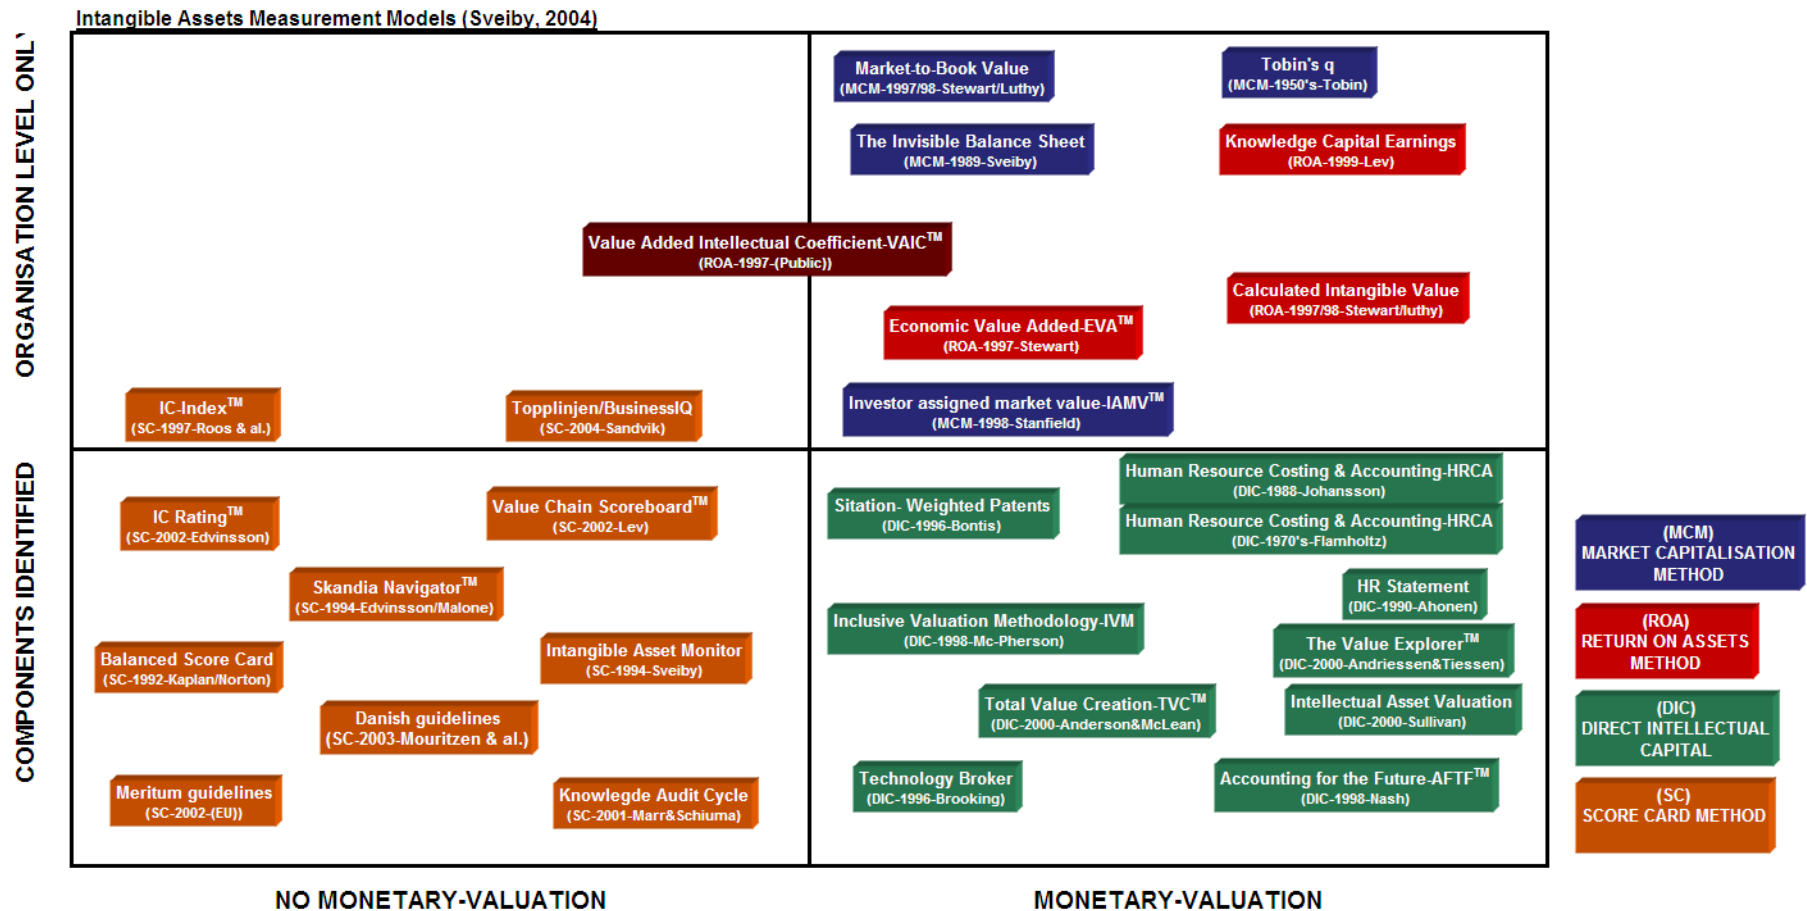 Intangible Assets Measurement Models (Sveiby, 2004)
ORGANISATION LEVEL ONLY
Market-to-Book Value
(MCM-1997/98-Stewart/Luthy)
Tobin's q
(MCM-1950's-Tobin)
The Invisible Balance Sheet
(MCM-1989-Sveiby)
Knowledge Capital Earnings
(ROA-1999-Lev)
Value Added Intellectual Coefficient-VAIC™
(ROA-1997-(Public))
Calculated Intangible Value
(ROA-1997/98-Stewart/luthy)
Economic Value Added-EVA™
(ROA-1997-Stewart)
IC-Index™
(SC-1997-Roos & al.)
Topplinjen/BusinessIQ
(SC-2004-Sandvik)
Investor assigned market value-IAMV™
(MCM-1998-Stanfield)
COMPONENTS IDENTIFIED
IC Rating™
(SC-2002-Edvinsson)
Value Chain Scoreboard™
(SC-2002-Lev)
Skandia Navigator™
(SC-1994-Edvinsson/Malone)
Balanced Score Card
(SC-1992-Kaplan/Norton)
Intangible Asset Monitor
(SC-1994-Sveiby)
Danish guidelines
(SC-2003-Mouritzen & al.)
Meritum guidelines
(SC-2002-(EU))
Knowlegde Audit Cycle
(SC-2001-Marr&Schiuma)
Sitation- Weighted Patents
(DIC-1996-Bontis)
Human Resource Costing & Accounting-HRCA
(DIC-1988-Johansson)
Human Resource Costing & Accounting-HRCA
(DIC-1970's-Flamholtz)
HR Statement
(DIC-1990-Ahonen)
Inclusive Valuation Methodology-IVM
(DIC-1998-Mc-Pherson)
The Value Explorer™
(DIC-2000-Andriessen&Tiessen)
Total Value Creation-TVC™
(DIC-2000-Anderson&McLean)
Intellectual Asset Valuation
(DIC-2000-Sullivan)
Technology Broker
(DIC-1996-Brooking)
Accounting for the Future-AFTF™
(DIC-1998-Nash)
(MCM)
MARKET CAPITALISATION
METHOD
(ROA)
RETURN ON ASSETS
METHOD
(DIC)
DIRECT INTELLECTUAL
CAPITAL
(SC)
SCORE CARD METHOD
NO MONETARY-VALUATION
MONETARY-VALUATION